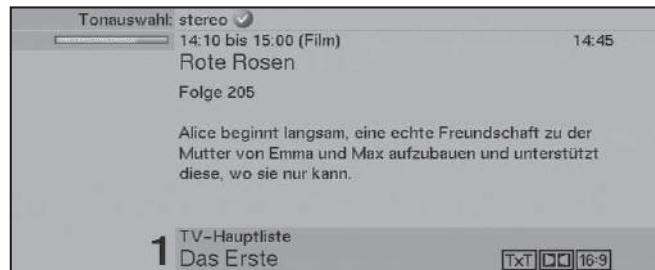 Tonauswahl: stereo
14:10 bis 15:00 (Film) 14:45
Rote Rosen
Folge 205
Alice beginnt langsam, eine echte Freundschaft zu der
Mutter von Emma und Max aufzubauen und unterstützt
diese, wo sie nur kann.
TV-Hauptliste
1 Das Erste TxT 16:9